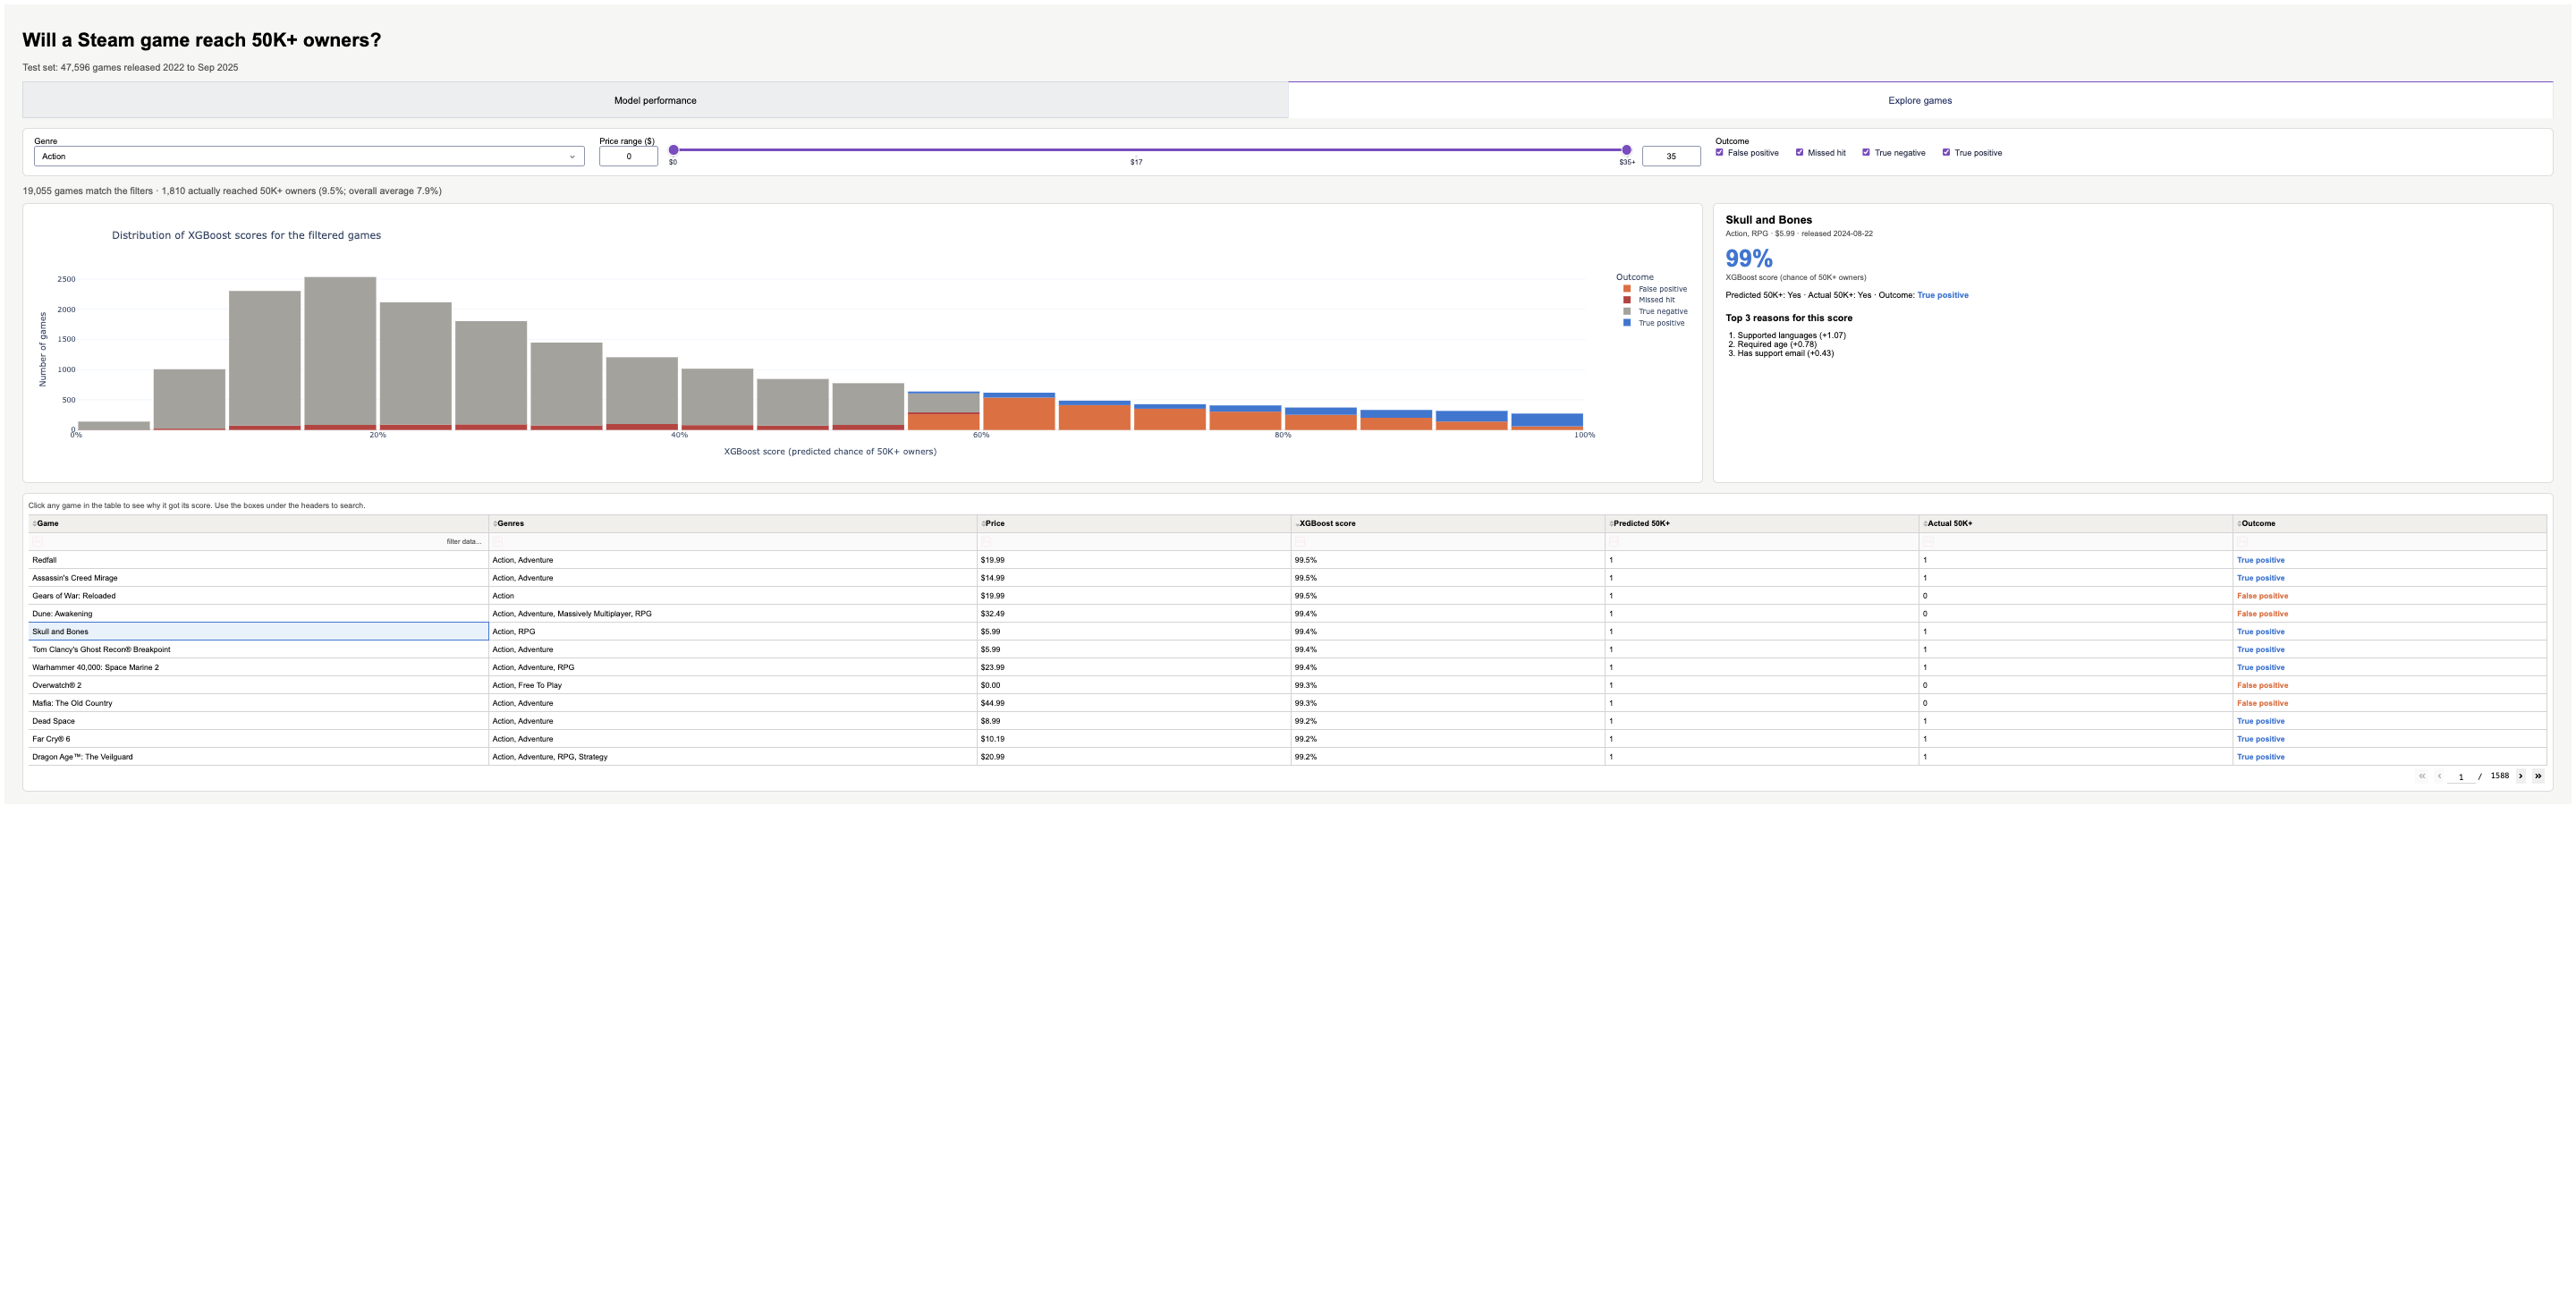 Will a Steam game reach 50K+ owners?
Test set: 47,596 games released 2022 to Sep 2025
Model performance
Explore games
Genre
Action
Price range ($)
0
$0
$17
$35+
35
Outcome
False positive Missed hit True negative True positive
19,055 games match the filters · 1,810 actually reached 50K+ owners (9.5%; overall average 7.9%)
Distribution of XGBoost scores for the filtered games
Number of games
2500
2000
1500
1000
500
0
0% 20% 40% 60% 80% 100%
XGBoost score (predicted chance of 50K+ owners)
Outcome
False positive
Missed hit
True negative
True positive
Skull and Bones
Action, RPG · $5.99 · released 2024-08-22
99%
XGBoost score (chance of 50K+ owners)
Predicted 50K+: Yes · Actual 50K+: Yes · Outcome: True positive
Top 3 reasons for this score
1. Supported languages (+1.07)
2. Required age (+0.78)
3. Has support email (+0.43)
Click any game in the table to see why it got its score. Use the boxes under the headers to search.
Game Genres Price XGBoost score Predicted 50K+ Actual 50K+ Outcome
filter data...
Redfall Action, Adventure $19.99 99.5% 1 1 True positive
Assassin's Creed Mirage Action, Adventure $14.99 99.5% 1 1 True positive
Gears of War: Reloaded Action $19.99 99.5% 1 0 False positive
Dune: Awakening Action, Adventure, Massively Multiplayer, RPG $32.49 99.4% 1 0 False positive
Skull and Bones Action, RPG $5.99 99.4% 1 1 True positive
Tom Clancy's Ghost Recon® Breakpoint Action, Adventure $5.99 99.4% 1 1 True positive
Warhammer 40,000: Space Marine 2 Action, Adventure, RPG $23.99 99.4% 1 1 True positive
Overwatch® 2 Action, Free To Play $0.00 99.3% 1 0 False positive
Mafia: The Old Country Action, Adventure $44.99 99.3% 1 0 False positive
Dead Space Action, Adventure $8.99 99.2% 1 1 True positive
Far Cry® 6 Action, Adventure $10.19 99.2% 1 1 True positive
Dragon Age™: The Veilguard Action, Adventure, RPG, Strategy $20.99 99.2% 1 1 True positive
1 / 1588